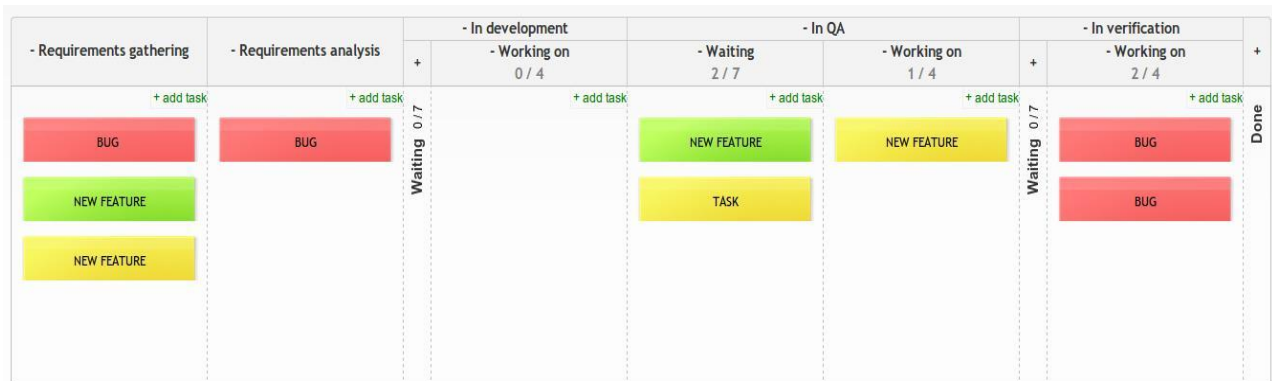 - In development
- In QA
- In verification
- Requirements gathering
- Requirements analysis
+
- Working on
0 / 4
- Waiting
2 / 7
- Working on
1 / 4
+
- Working on
2 / 4
+
+ add task
+ add task
+ add task
+ add task
+ add task
+ add task
Waiting 0 / 7
Waiting 0 / 7
Done
BUG
BUG
NEW FEATURE
NEW FEATURE
BUG
NEW FEATURE
TASK
BUG
NEW FEATURE